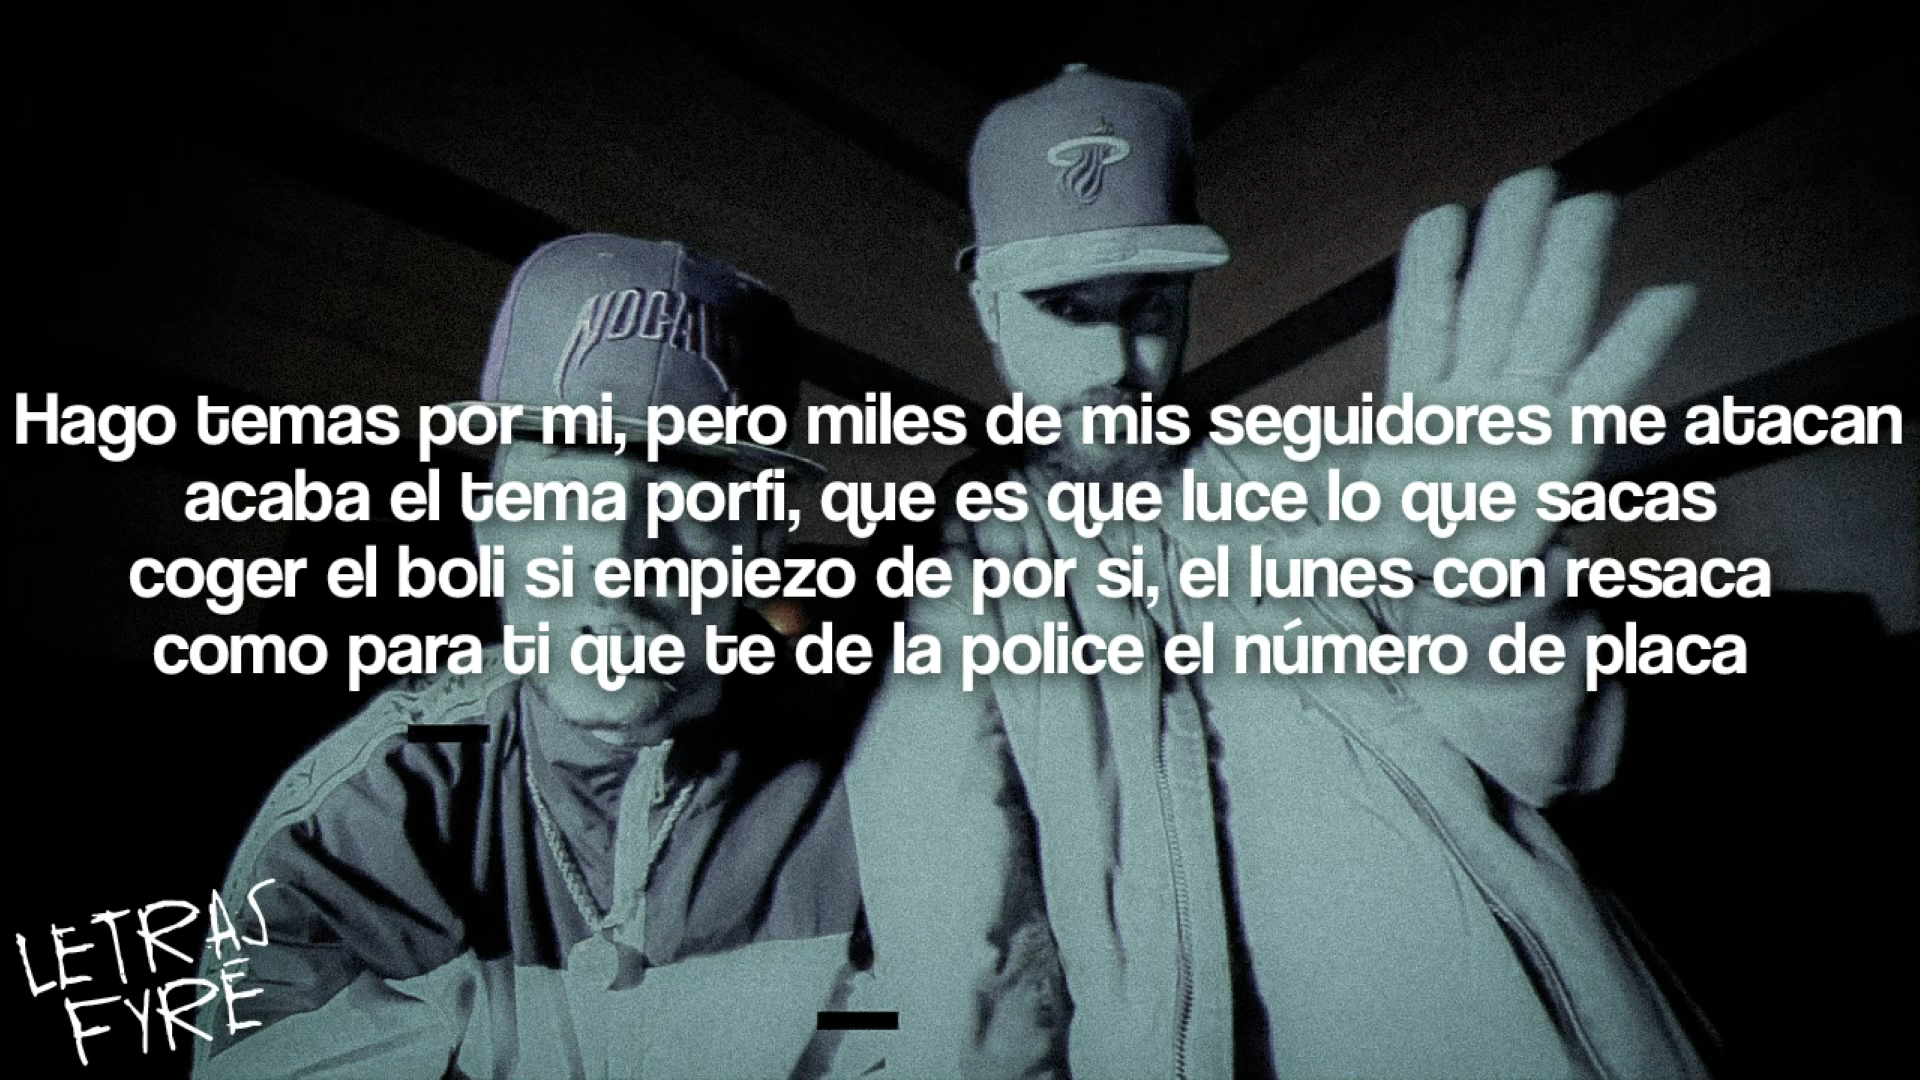 NOCAL
Hago temas por mi, pero miles de mis seguidores me atacan
acaba el tema porfi, que es que luce lo que sacas
coger el boli si empiezo de por si, el lunes con resaca
como para ti que te de la police el número de placa
LETRAS
FYRE